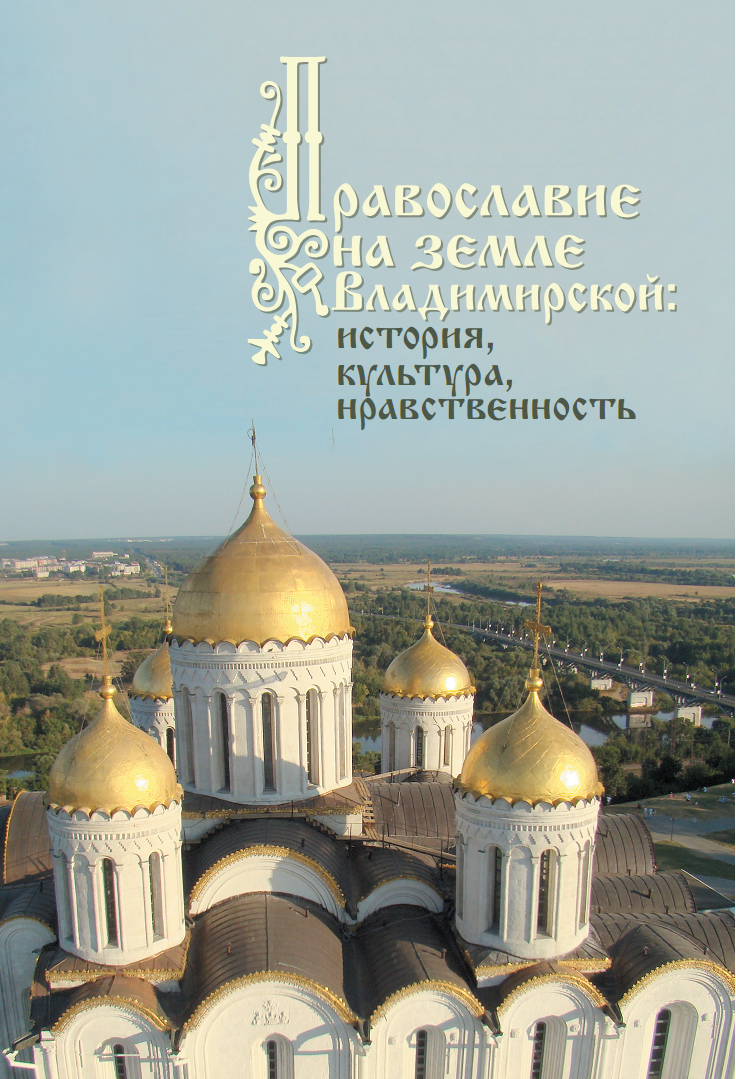 Православие
на земле
Владимирской:
история,
культура,
нравственность